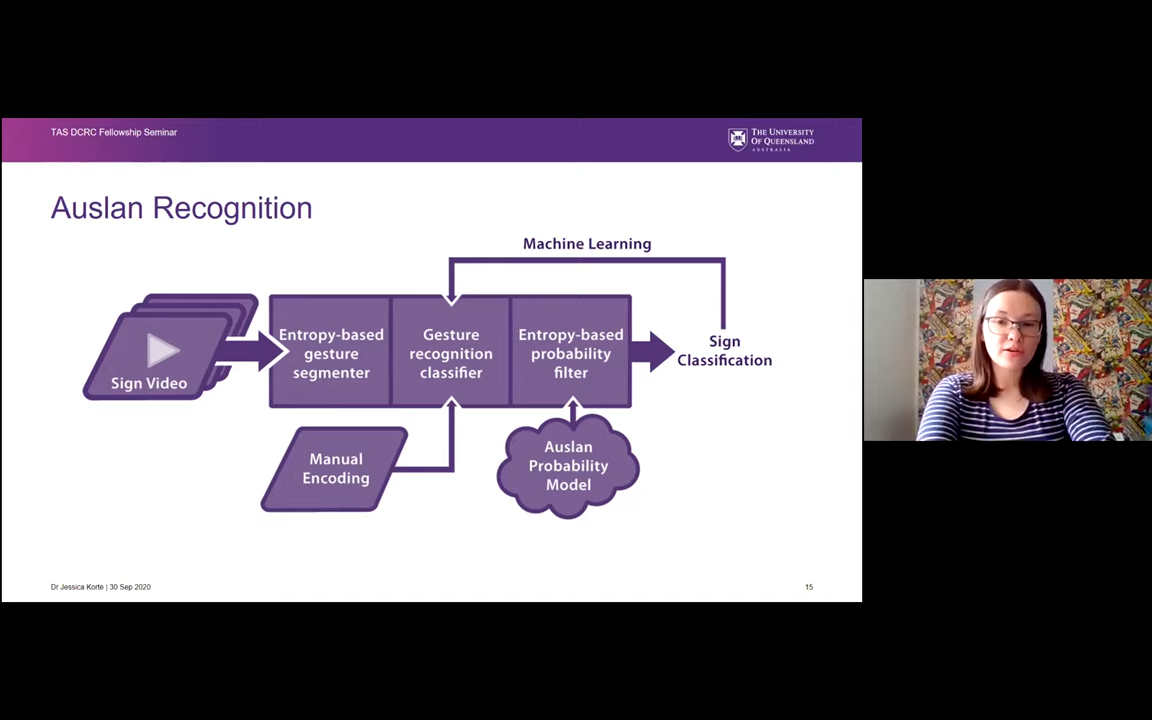 TAS DCRC Fellowship Seminar
THE UNIVERSITY
OF QUEENSLAND
AUSTRALIA
Auslan Recognition
Machine Learning
Entropy-based
gesture
segmenter
Gesture
recognition
classifier
Entropy-based
probability
filter
Sign
Classification
Sign Video
Manual
Encoding
Auslan
Probability
Model
Dr Jessica Korte | 30 Sep 2020
15